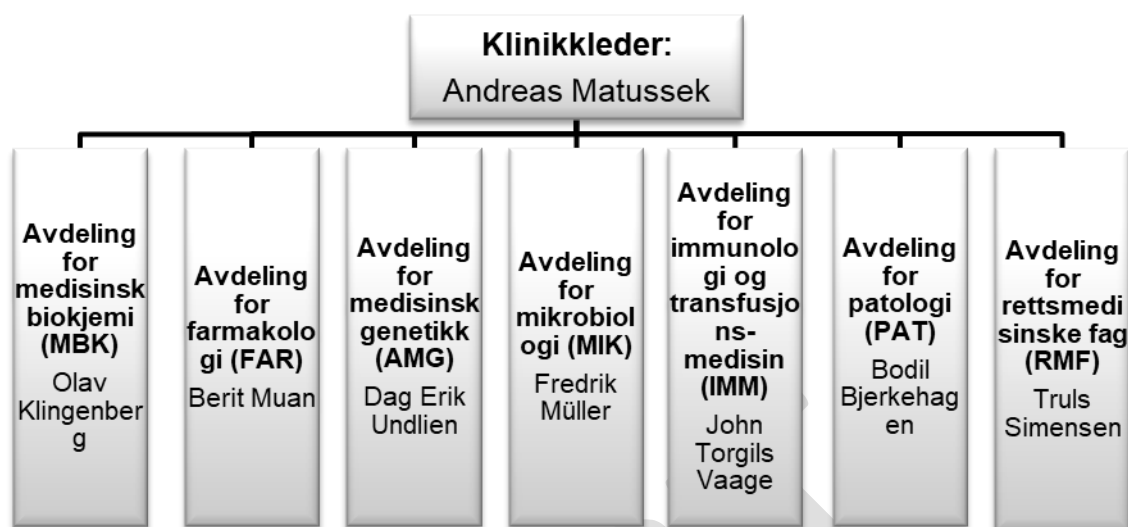 Klinikkleder:
Andreas Matussek
Avdeling
for
medisinsk
biokjemi
(MBK)
Olav
Klingenber
g
Avdeling
for
farmakolo
gi (FAR)
Berit Muan
Avdeling
for
medisinsk
genetikk
(AMG)
Dag Erik
Undlien
Avdeling
for
mikrobiol
ogi (MIK)
Fredrik
Müller
Avdeling
for
immunolo
gi og
transfusjo
ns-
medisin
(IMM)
John
Torgils
Vaage
Avdeling
for
patologi
(PAT)
Bodil
Bjerkehag
en
Avdeling
for
rettsmedi
sinske fag
(RMF)
Truls
Simensen